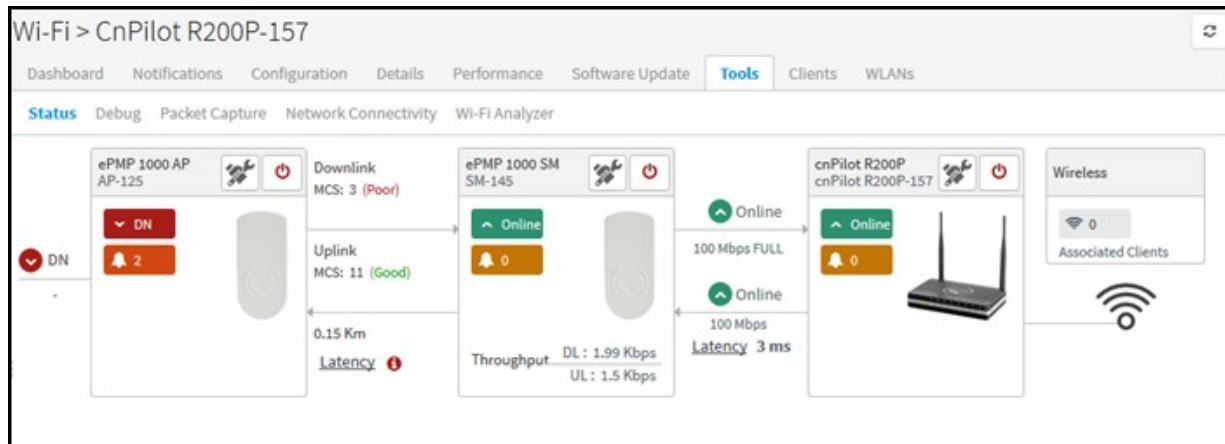 Wi-Fi > CnPilot R200P-157
Dashboard Notifications Configuration Details Performance Software Update Tools Clients WLANs
Status Debug Packet Capture Network Connectivity Wi-Fi Analyzer
DN
-
ePMP 1000 AP
AP-125
DN
2
Downlink
MCS: 3 (Poor)
Uplink
MCS: 11 (Good)
0.15 Km
Latency
ePMP 1000 SM
SM-145
Online
0
Throughput
DL : 1.99 Kbps
UL : 1.5 Kbps
Online
100 Mbps FULL
Online
100 Mbps
Latency 3 ms
cnPilot R200P
cnPilot R200P-157
Online
0
Wireless
0
Associated Clients